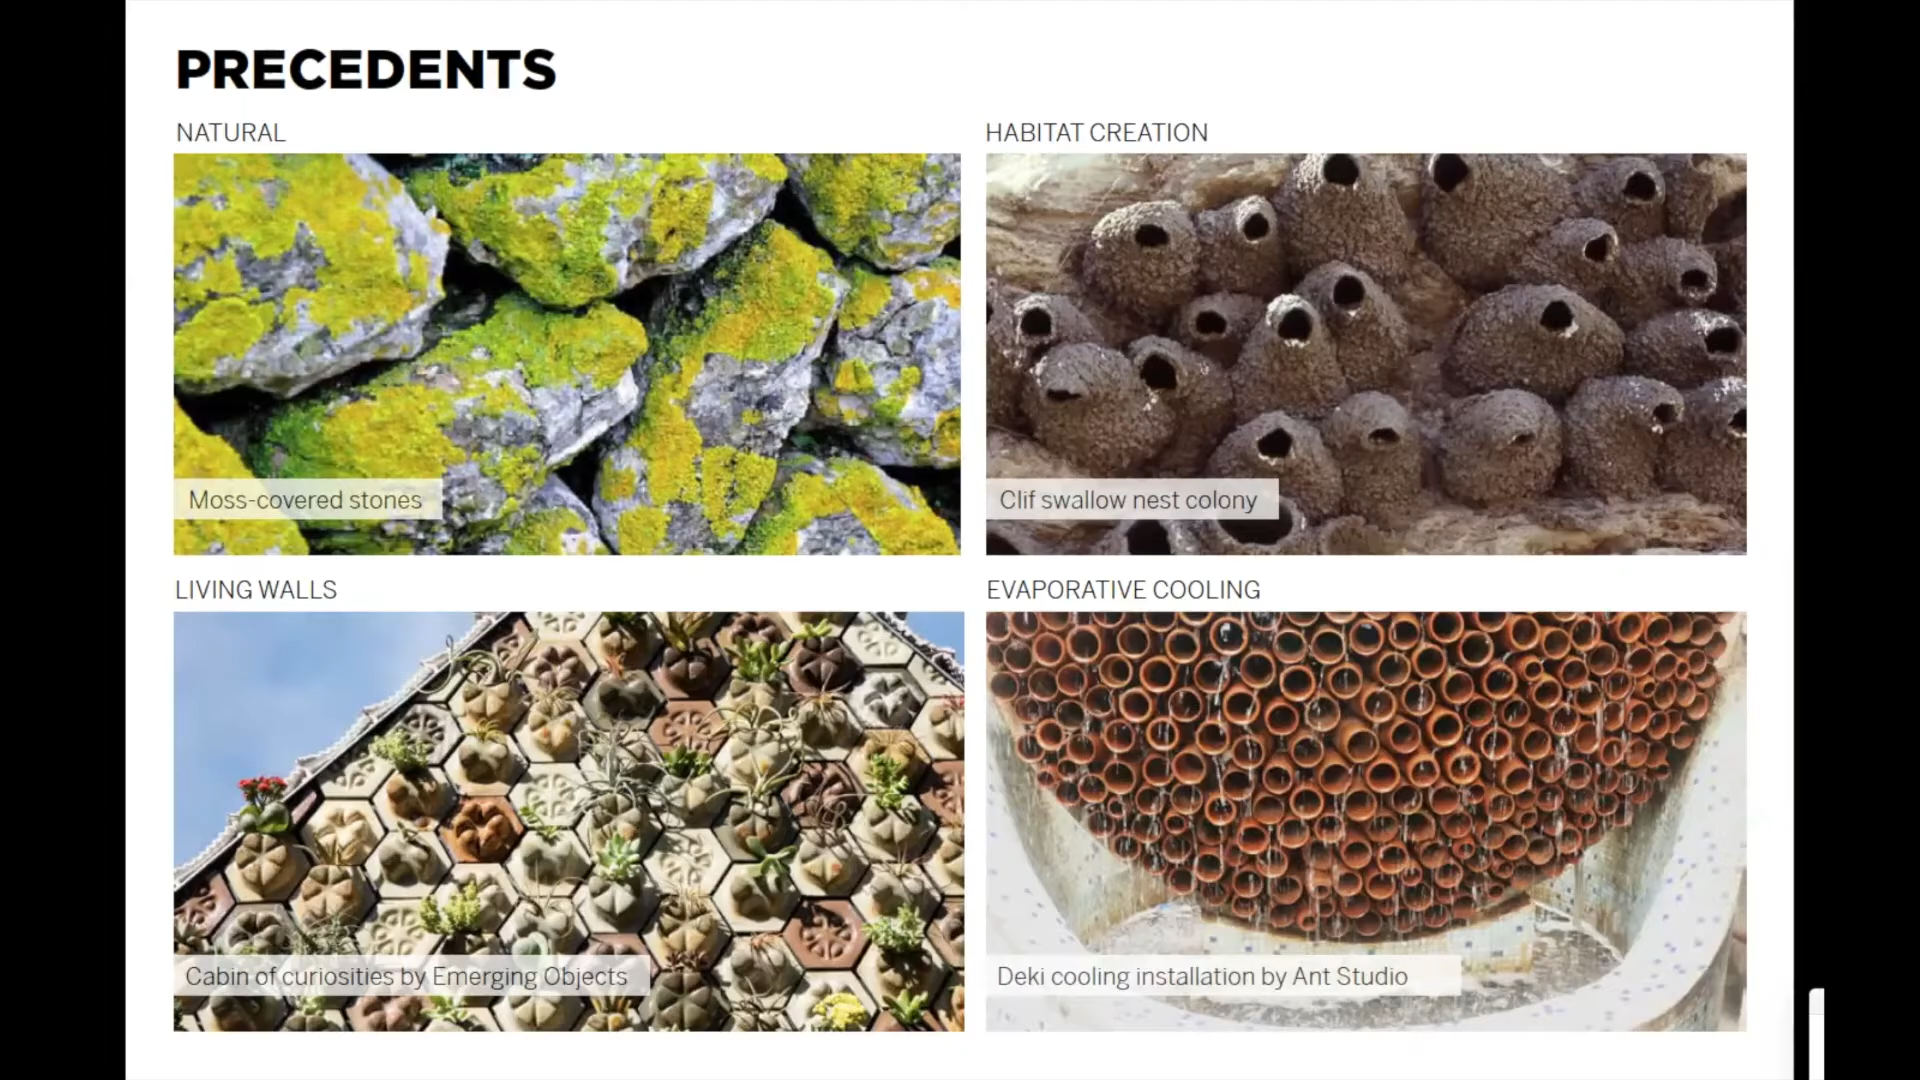 PRECEDENTS
NATURAL
HABITAT CREATION
Moss-covered stones
Clif swallow nest colony
LIVING WALLS
EVAPORATIVE COOLING
Cabin of curiosities by Emerging Objects
Deki cooling installation by Ant Studio